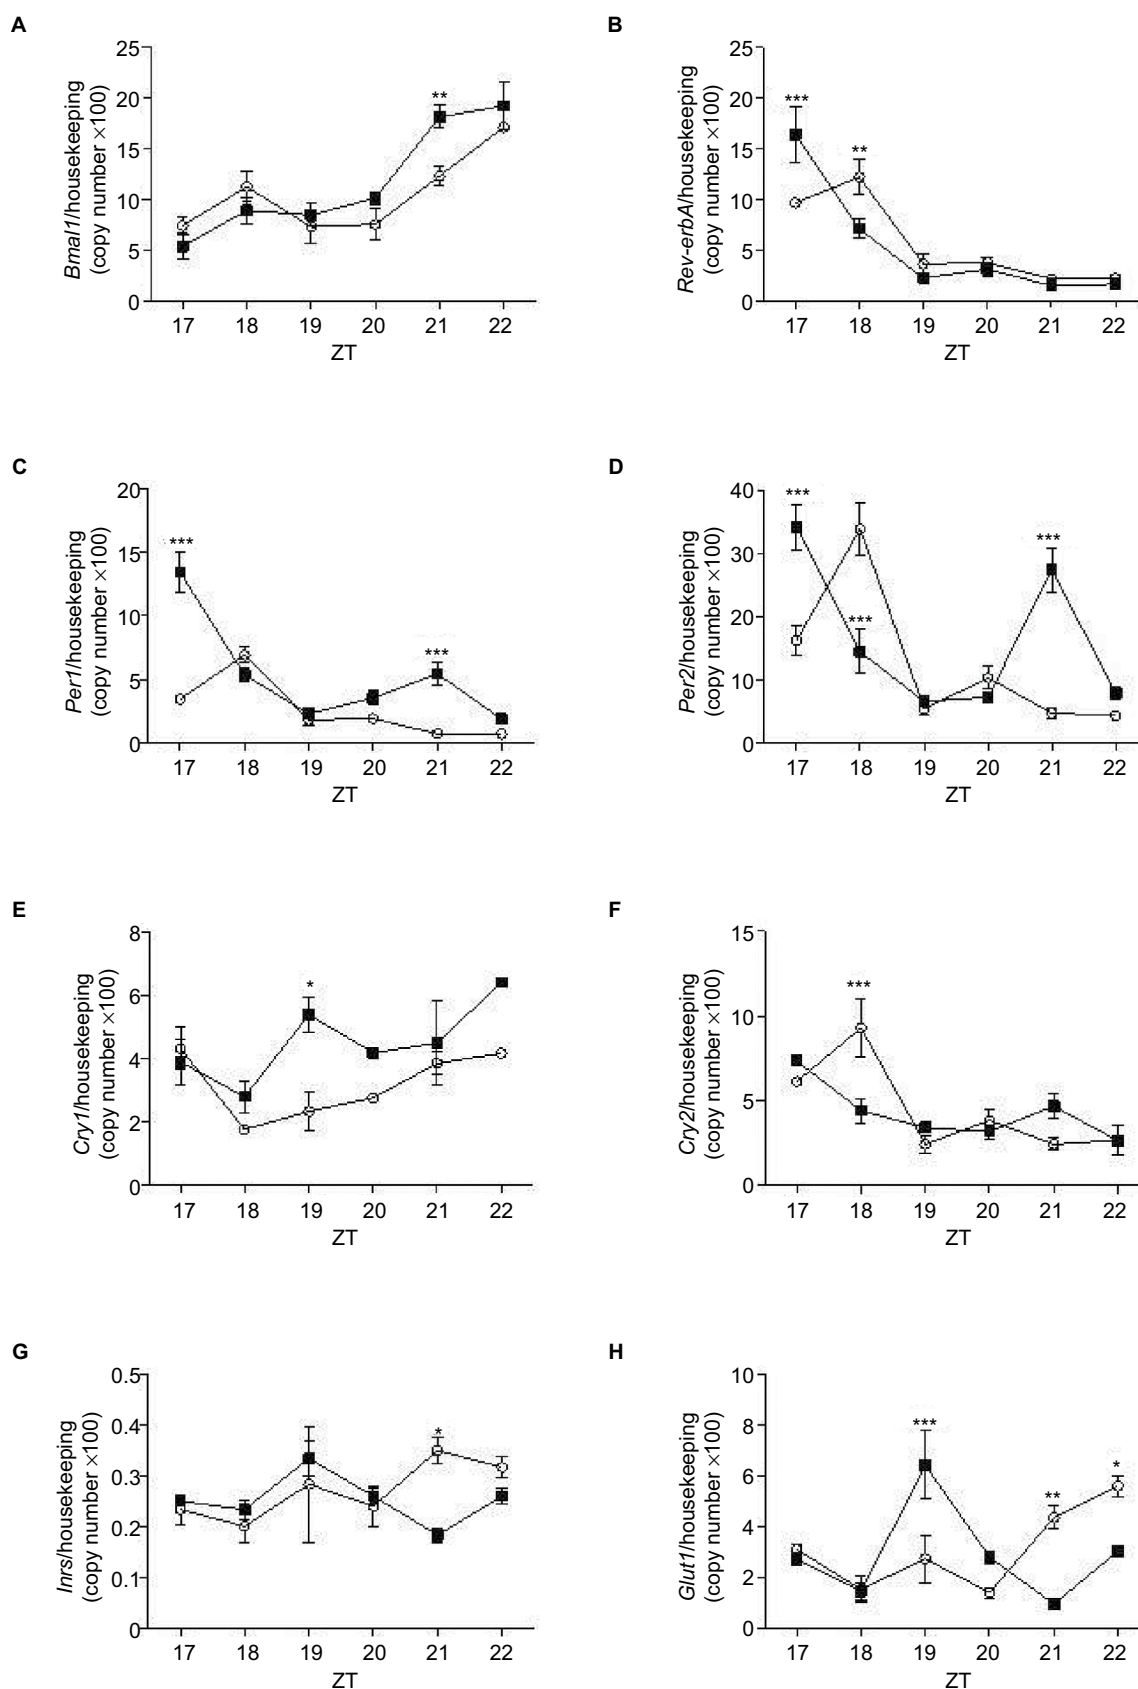 A
Bmal1/housekeeping
(copy number ×100)
25
20
15
10
5
0
**
17 18 19 20 21 22
ZT
B
Rev-erbA/housekeeping
(copy number ×100)
25
20
15
10
5
0
***
**
17 18 19 20 21 22
ZT
C
Per1/housekeeping
(copy number ×100)
20
15
10
5
0
***
***
17 18 19 20 21 22
ZT
D
Per2/housekeeping
(copy number ×100)
40
30
20
10
0
***
***
***
17 18 19 20 21 22
ZT
E
Cry1/housekeeping
(copy number ×100)
8
6
4
2
0
*
17 18 19 20 21 22
ZT
F
Cry2/housekeeping
(copy number ×100)
15
10
5
0
***
17 18 19 20 21 22
ZT
G
Inrs/housekeeping
(copy number ×100)
0.5
0.4
0.3
0.2
0.1
0
*
17 18 19 20 21 22
ZT
H
Glut1/housekeeping
(copy number ×100)
10
8
6
4
2
0
***
**
*
17 18 19 20 21 22
ZT